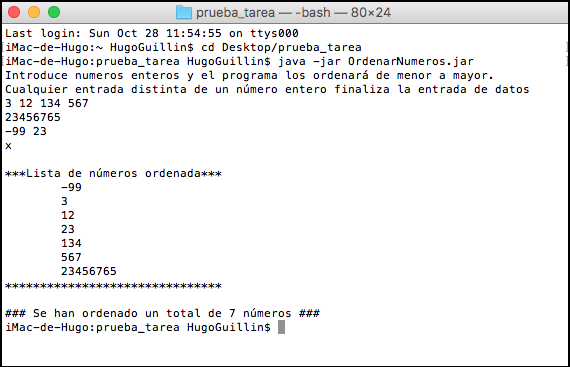 prueba_tarea — -bash — 80×24
Last login: Sun Oct 28 11:54:55 on ttys000
[iMac-de-Hugo:~ HugoGuillin$ cd Desktop/prueba_tarea
[iMac-de-Hugo:prueba_tarea HugoGuillin$ java -jar OrdenarNumeros.jar
Introduce numeros enteros y el programa los ordenará de menor a mayor.
Cualquier entrada distinta de un número entero finaliza la entrada de datos
3 12 134 567
23456765
-99 23
x
***Lista de números ordenada***
-99
3
12
23
134
567
23456765
*******************************
### Se han ordenado un total de 7 números ###
iMac-de-Hugo:prueba_tarea HugoGuillin$